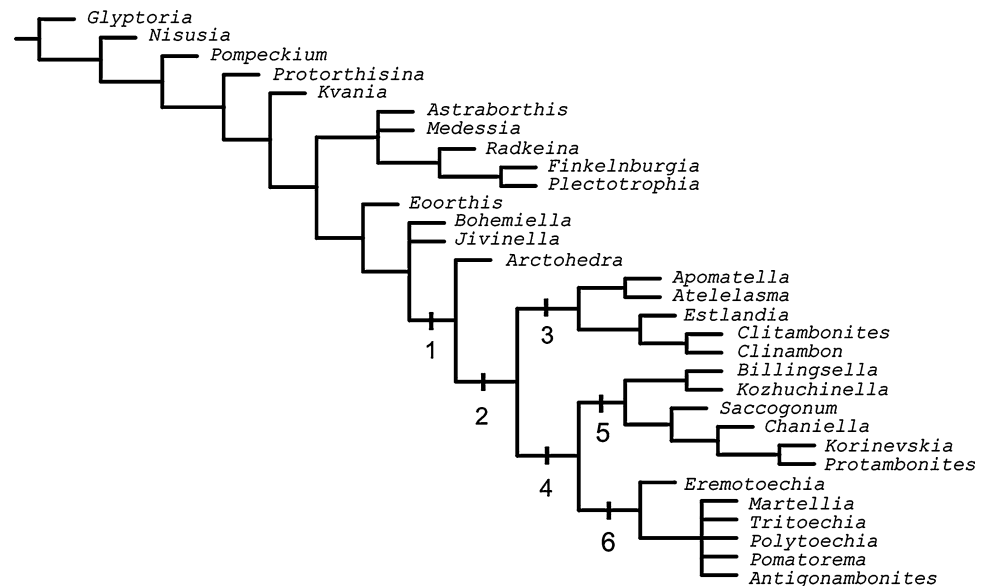 Glyptoria
Nisusia
Pompeckium
Protorthisina
Kvania
Astraborthis
Medessia
Radkeina
Finkelnburgia
Plectotrophia
Eoorthis
Bohemiella
Jivinella
Arctohedra
Apomatella
Atelelasma
3
Estlandia
1
Clitambonites
Clinambon
Billingsella
Kozhuchinella
2
Saccogonum
5
Chaniella
Korinevskia
Protambonites
4
Eremotoechia
Martellia
Tritoechia
6
Polytoechia
Pomatorema
Antigonambonites